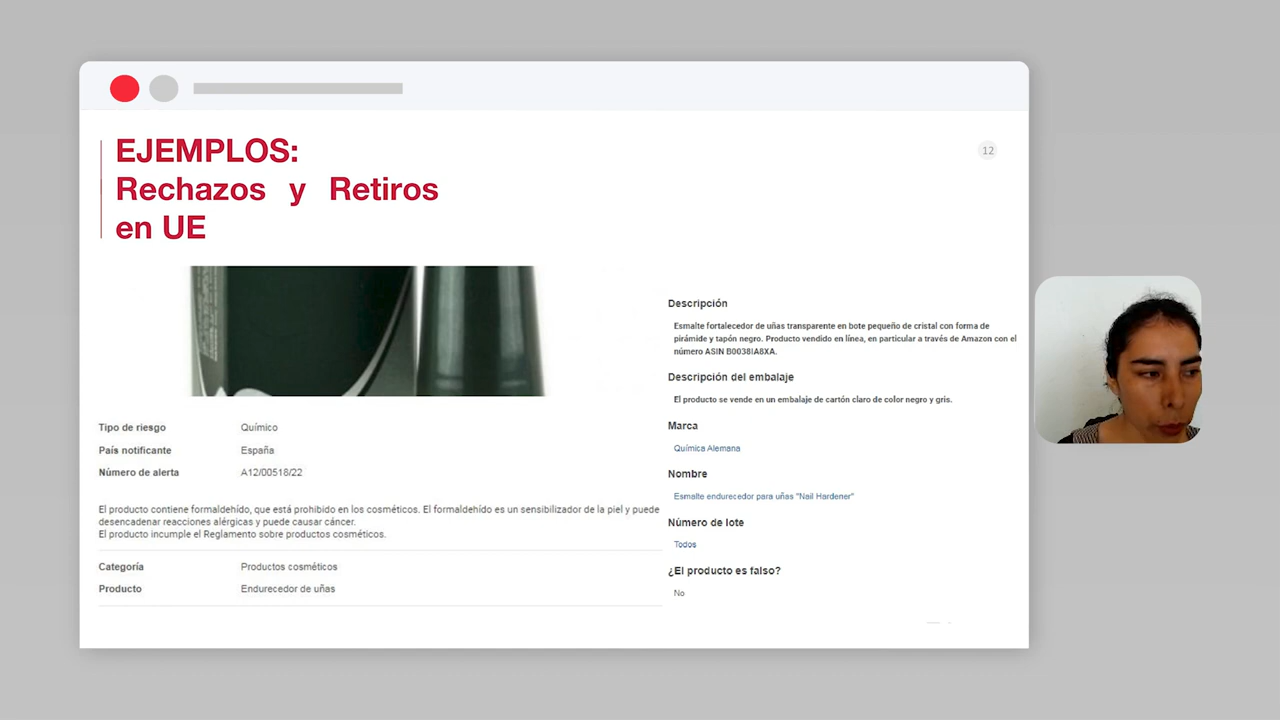 EJEMPLOS:
Rechazos y Retiros
en UE
12
Tipo de riesgo Químico
País notificante España
Número de alerta A12/00518/22
El producto contiene formaldehído, que está prohibido en los cosméticos. El formaldehído es un sensibilizador de la piel y puede
desencadenar reacciones alérgicas y puede causar cáncer.
El producto incumple el Reglamento sobre productos cosméticos.
Categoría Productos cosméticos
Producto Endurecedor de uñas
Descripción
Esmalte fortalecedor de uñas transparente en bote pequeño de cristal con forma de
pirámide y tapón negro. Producto vendido en línea, en particular a través de Amazon con el
número ASIN B0038IA8XA.
Descripción del embalaje
El producto se vende en un embalaje de cartón claro de color negro y gris.
Marca
Química Alemana
Nombre
Esmalte endurecedor para uñas "Nail Hardener"
Número de lote
Todos
¿El producto es falso?
No